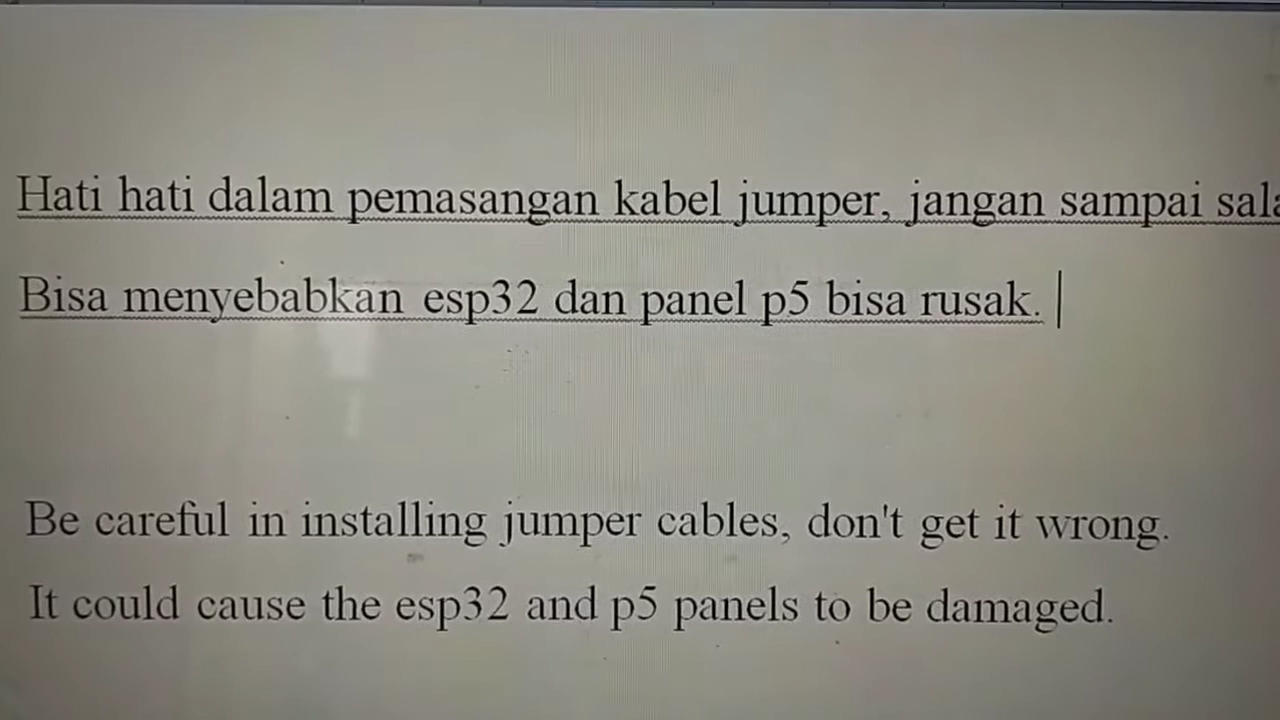 Hati hati dalam pemasangan kabel jumper, jangan sampai
Bisa menyebabkan esp32 dan panel p5 bisa rusak.
Be careful in installing jumper cables, don't get it wrong.
It could cause the esp32 and p5 panels to be damaged.